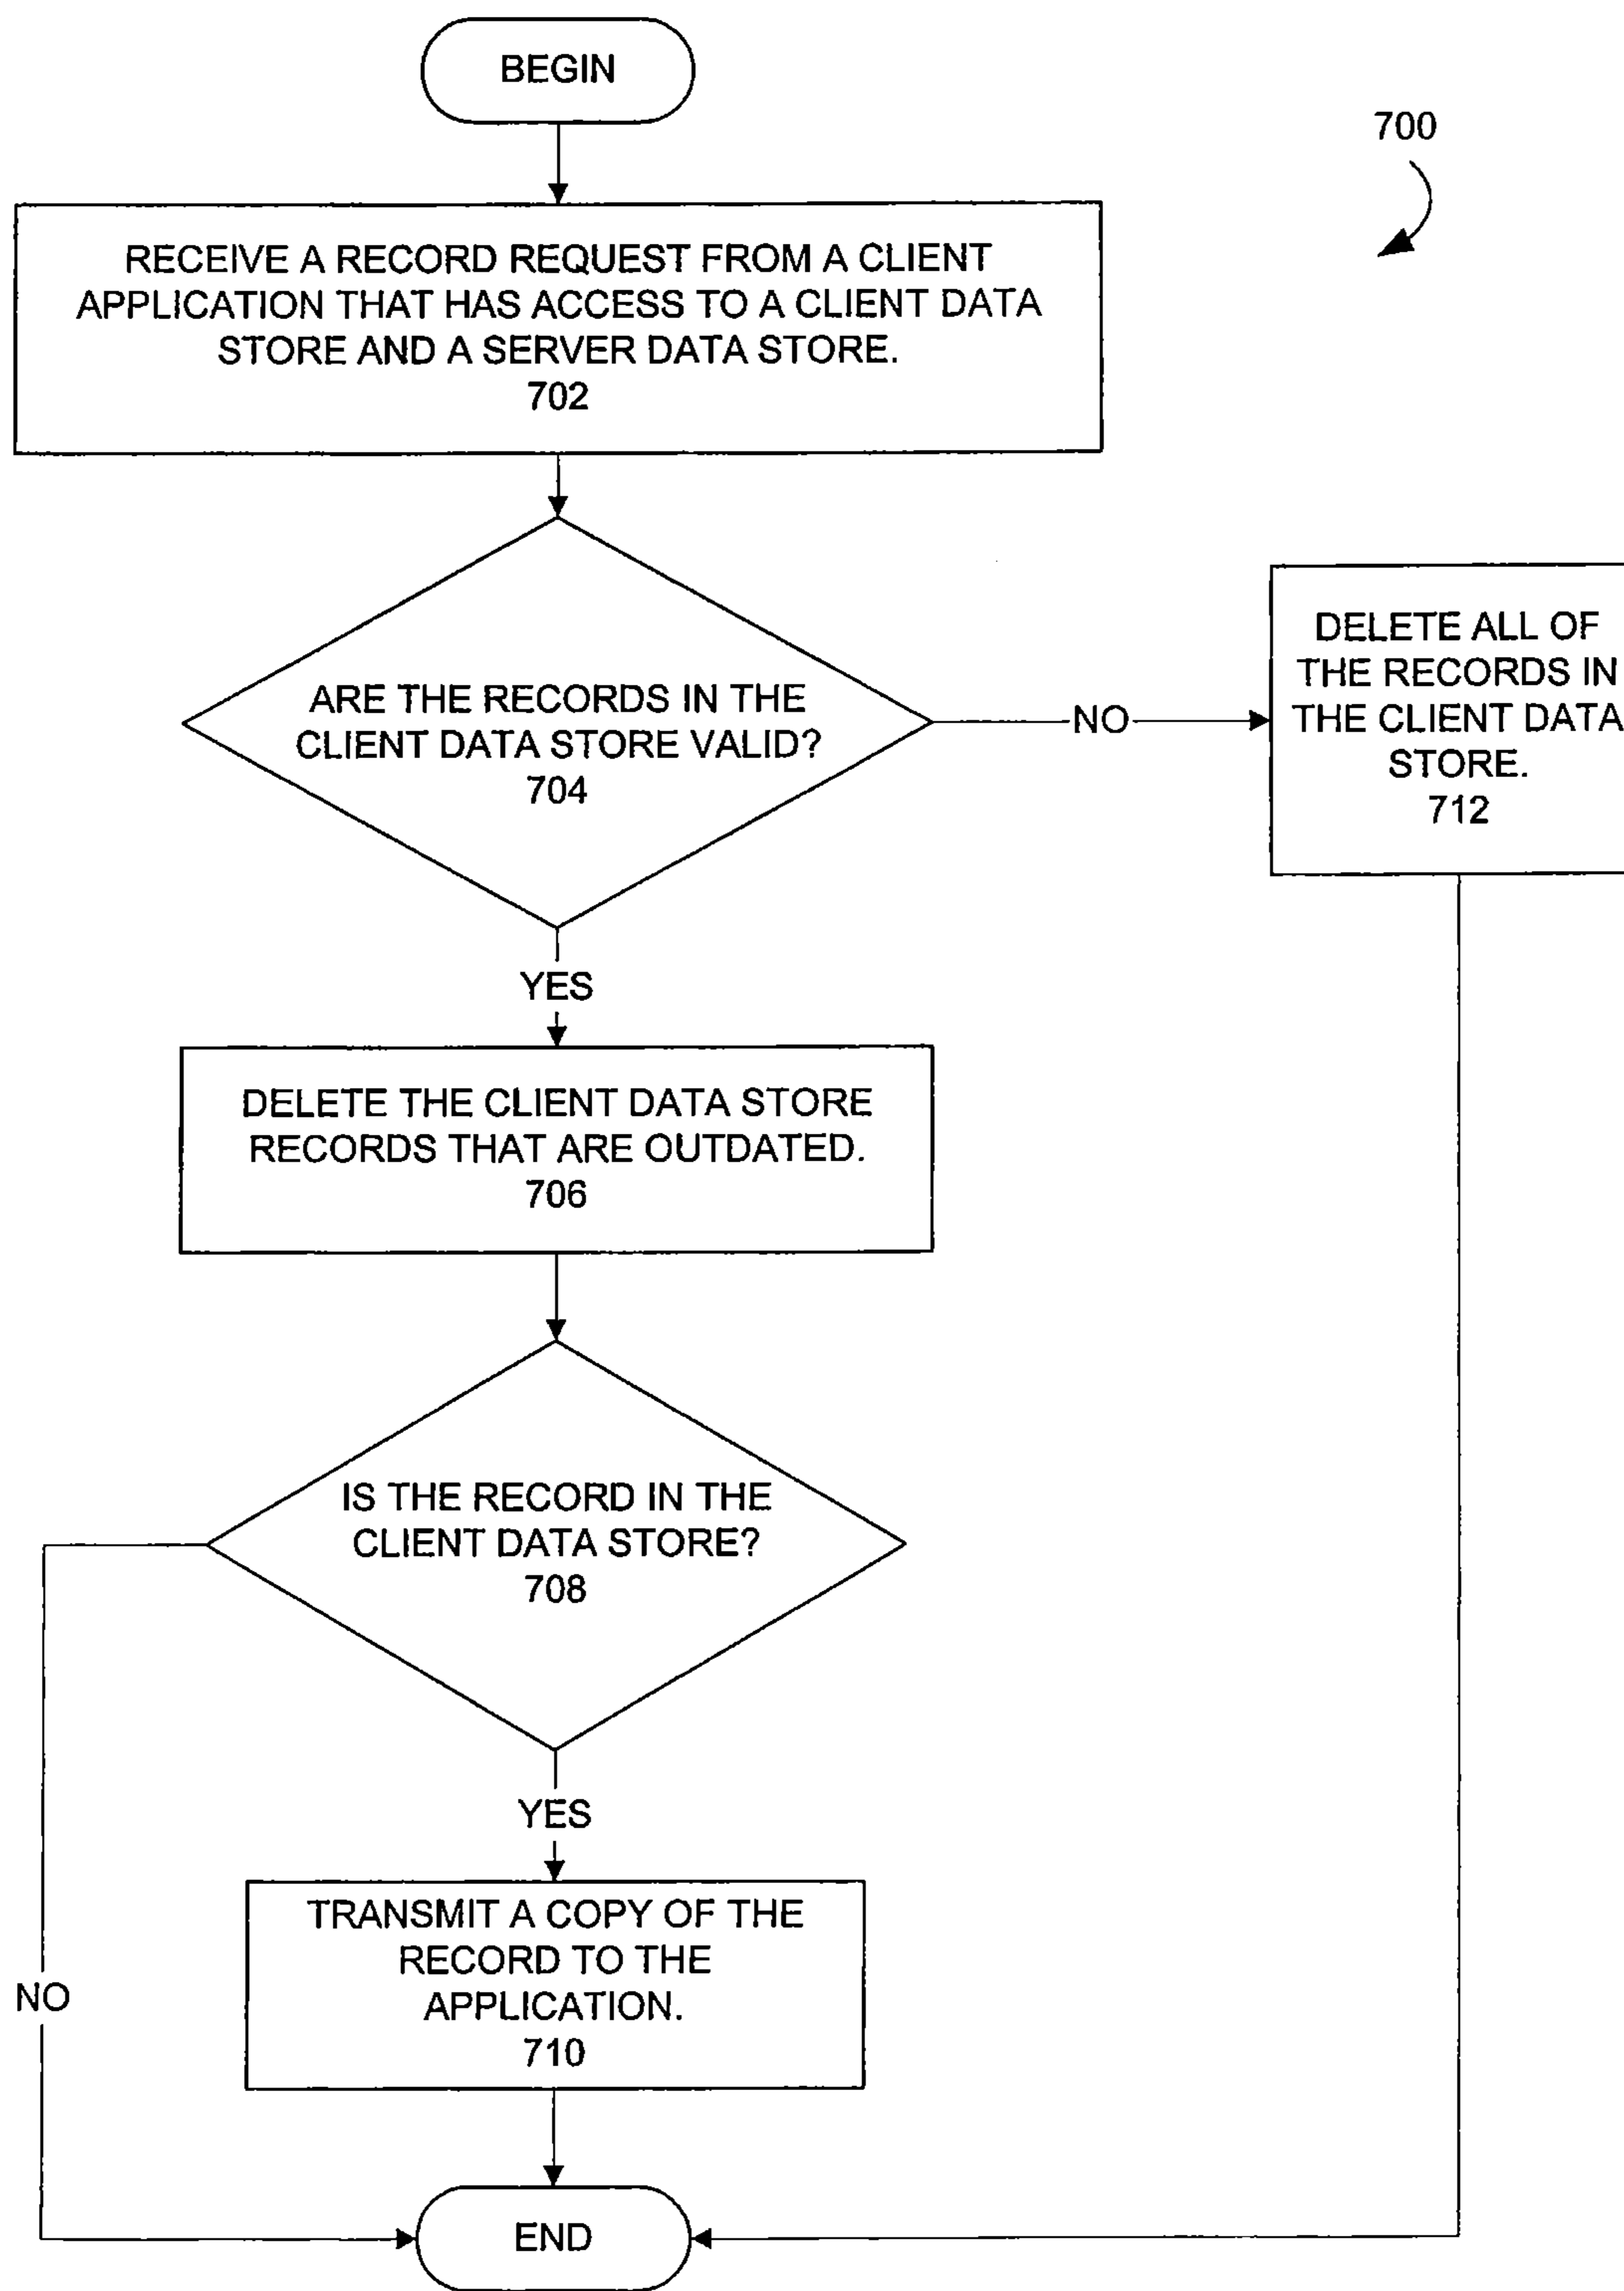 BEGIN
700
RECEIVE A RECORD REQUEST FROM A CLIENT
APPLICATION THAT HAS ACCESS TO A CLIENT DATA
STORE AND A SERVER DATA STORE.
702
ARE THE RECORDS IN THE
CLIENT DATA STORE VALID?
704
NO
DELETE ALL OF
THE RECORDS IN
THE CLIENT DATA
STORE.
712
YES
DELETE THE CLIENT DATA STORE
RECORDS THAT ARE OUTDATED.
706
IS THE RECORD IN THE
CLIENT DATA STORE?
708
YES
TRANSMIT A COPY OF THE
RECORD TO THE
APPLICATION.
710
NO
END